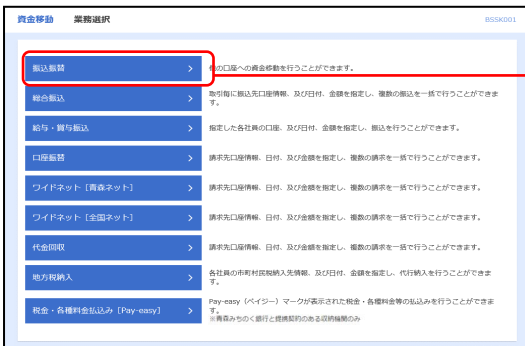 資金移動　業務選択
BSSK001
振込振替
他の口座への資金移動を行うことができます。
総合振込
取引毎に振込先口座情報、及び日付、金額を指定し、複数の振込を一括で行うことができま
す。
給与・賞与振込
指定した各社員の口座、及び金額を指定し、振込を行うことができます。
口座振替
請求先口座情報、日付、及び金額を指定し、複数の請求を一括で行うことができます。
ワイドネット［青森ネット］
請求先口座情報、日付、及び金額を指定し、複数の請求を一括で行うことができます。
ワイドネット［全国ネット］
請求先口座情報、日付、及び金額を指定し、複数の請求を一括で行うことができます。
代金回収
請求先口座情報、日付、及び金額を指定し、複数の請求を一括で行うことができます。
地方税納入
各社員の市町村民税納入先情報、及び日付、金額を指定し、代行納入を行うことができま
す。
税金・各種料金払込み［Pay-easy］
Pay-easy（ペイジー）マークが表示された税金・各種料金等の払込みを行うことができま
す。
※青森みちのく銀行と提携契約のある収納機関のみ